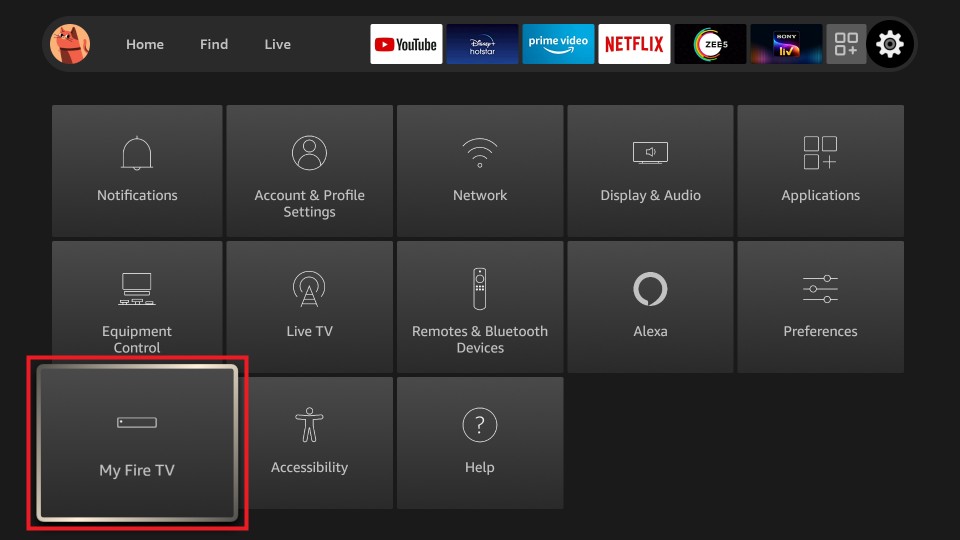 Home Find Live YouTube Disney+ hotstar prime video NETFLIX ZEE5 SONY liv
Notifications
Account & Profile
Settings
Network
Display & Audio
Applications
Equipment
Control
Live TV
Remotes & Bluetooth
Devices
Alexa
Preferences
My Fire TV
Accessibility
?
Help